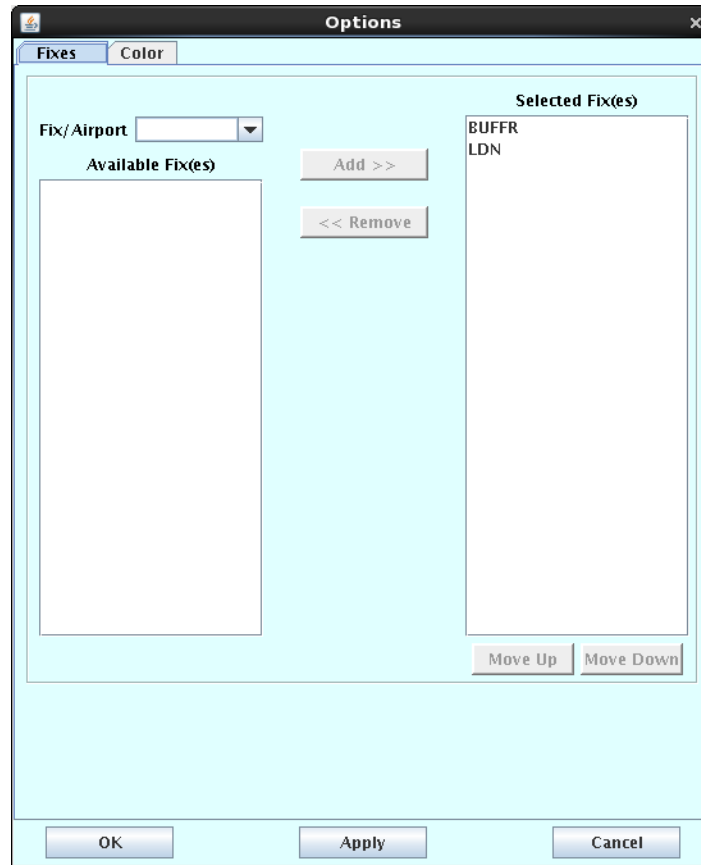 Options
Fixes Color
Selected Fix(es)
Fix/Airport
BUFFR
LDN
Available Fix(es)
Add >>
<< Remove
Move Up Move Down
OK Apply Cancel